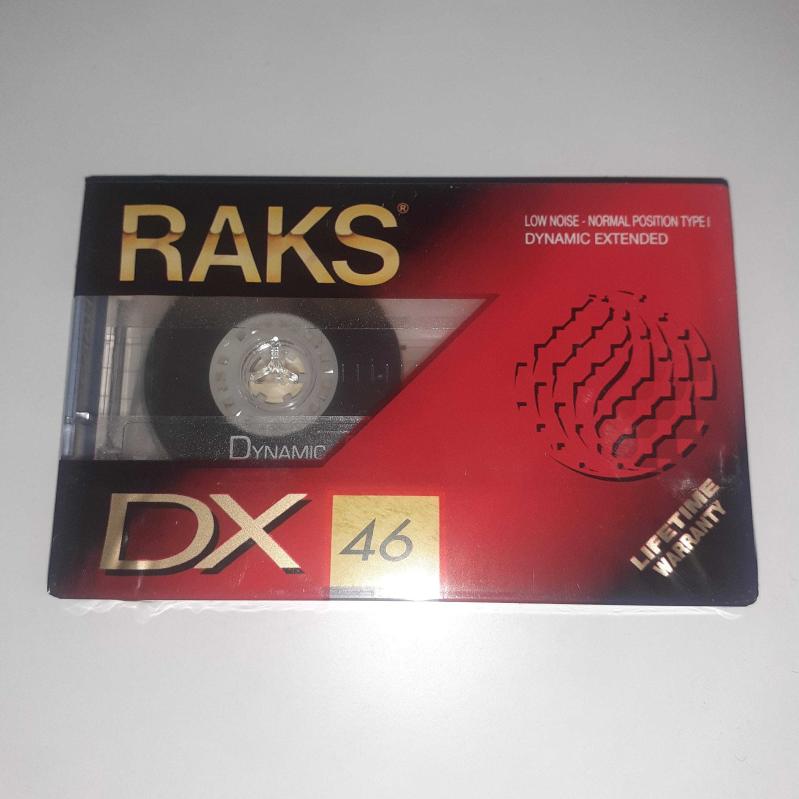 RAKS®
LOW NOISE - NORMAL POSITION TYPE I
DYNAMIC EXTENDED
DYNAMIC
DX
46
LIFETIME
WARRANTY